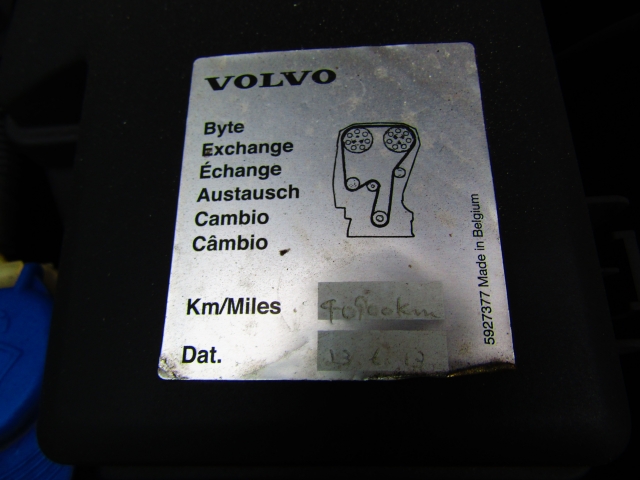 VOLVO
Byte
Exchange
Échange
Austausch
Cambio
Câmbio
Km/Miles
Dat.
5927377 Made in Belgium